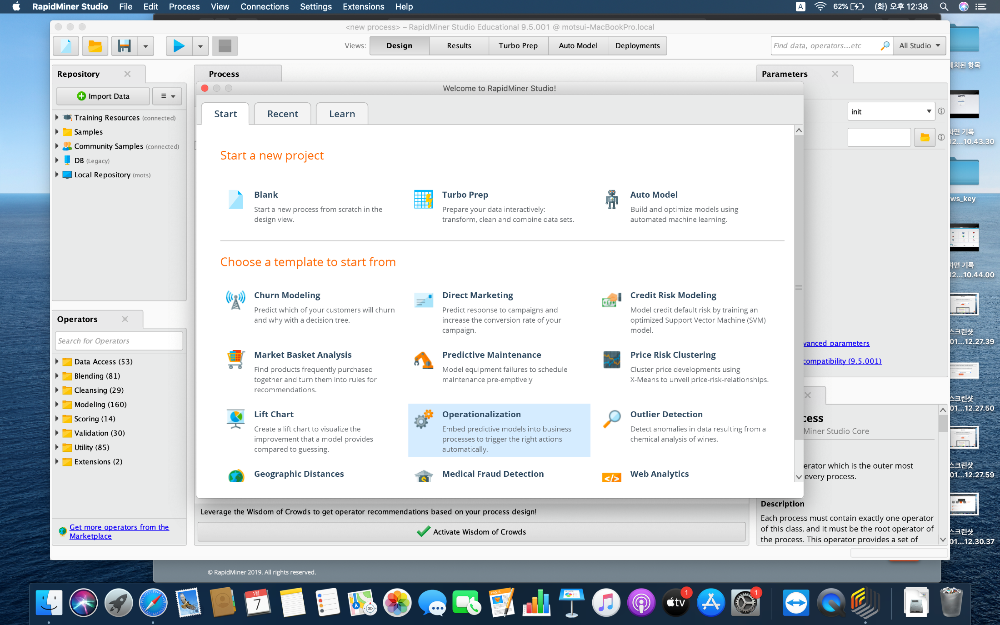 RapidMiner Studio File Edit Process View Connections Settings Extensions Help
A 62% (화) 오후 12:38
<new process> – RapidMiner Studio Educational 9.5.001 @ motsui-MacBookPro.local
Views: Design Results Turbo Prep Auto Model Deployments
Find data, operators...etc All Studio
Repository
Import Data
Training Resources (connected)
Samples
Community Samples (connected)
DB (Legacy)
Local Repository (mots)
Operators
Search for Operators
Data Access (53)
Blending (81)
Cleansing (29)
Modeling (160)
Scoring (14)
Validation (30)
Utility (85)
Extensions (2)
Get more operators from the
Marketplace
Process
Welcome to RapidMiner Studio!
Start Recent Learn
Start a new project
Blank
Start a new process from scratch in the
design view.
Turbo Prep
Prepare your data interactively:
transform, clean and combine data sets.
Auto Model
Build and optimize models using
automated machine learning.
Choose a template to start from
Churn Modeling
Predict which of your customers will churn
and why with a decision tree.
Direct Marketing
Predict response to campaigns and
increase the conversion rate of your
campaign.
Credit Risk Modeling
Model credit default risk by training an
optimized Support Vector Machine (SVM)
model.
Market Basket Analysis
Find products frequently purchased
together and turn them into rules for
recommendations.
Predictive Maintenance
Model equipment failures to schedule
maintenance pre-emptively
Price Risk Clustering
Cluster price developments using
X-Means to unveil price-risk-relationships.
Lift Chart
Create a lift chart to visualize the
improvement that a model provides
compared to guessing.
Operationalization
Embed predictive models into business
processes to trigger the right actions
automatically.
Outlier Detection
Detect anomalies in data resulting from a
chemical analysis of wines.
Geographic Distances
Medical Fraud Detection
Web Analytics
Leverage the Wisdom of Crowds to get operator recommendations based on your process design!
Activate Wisdom of Crowds
Parameters
init
vanced parameters
compatibility (9.5.001)
cess
Miner Studio Core
erator which is the outer most
every process.
Description
Each process must contain exactly one operator
of this class, and it must be the root operator of
the process. This operator provides a set of
배치된 항목
화면 기록
12...10.43.30
ws_key
화면 기록
12...10.44.00
스크린샷
01...12.27.39
스크린샷
01...12.27.50
스크린샷
01...12.27.59
스크린샷
01...12.30.37
© RapidMiner 2019. All rights reserved.
1월
7
3D
PAGES
tv
1
1